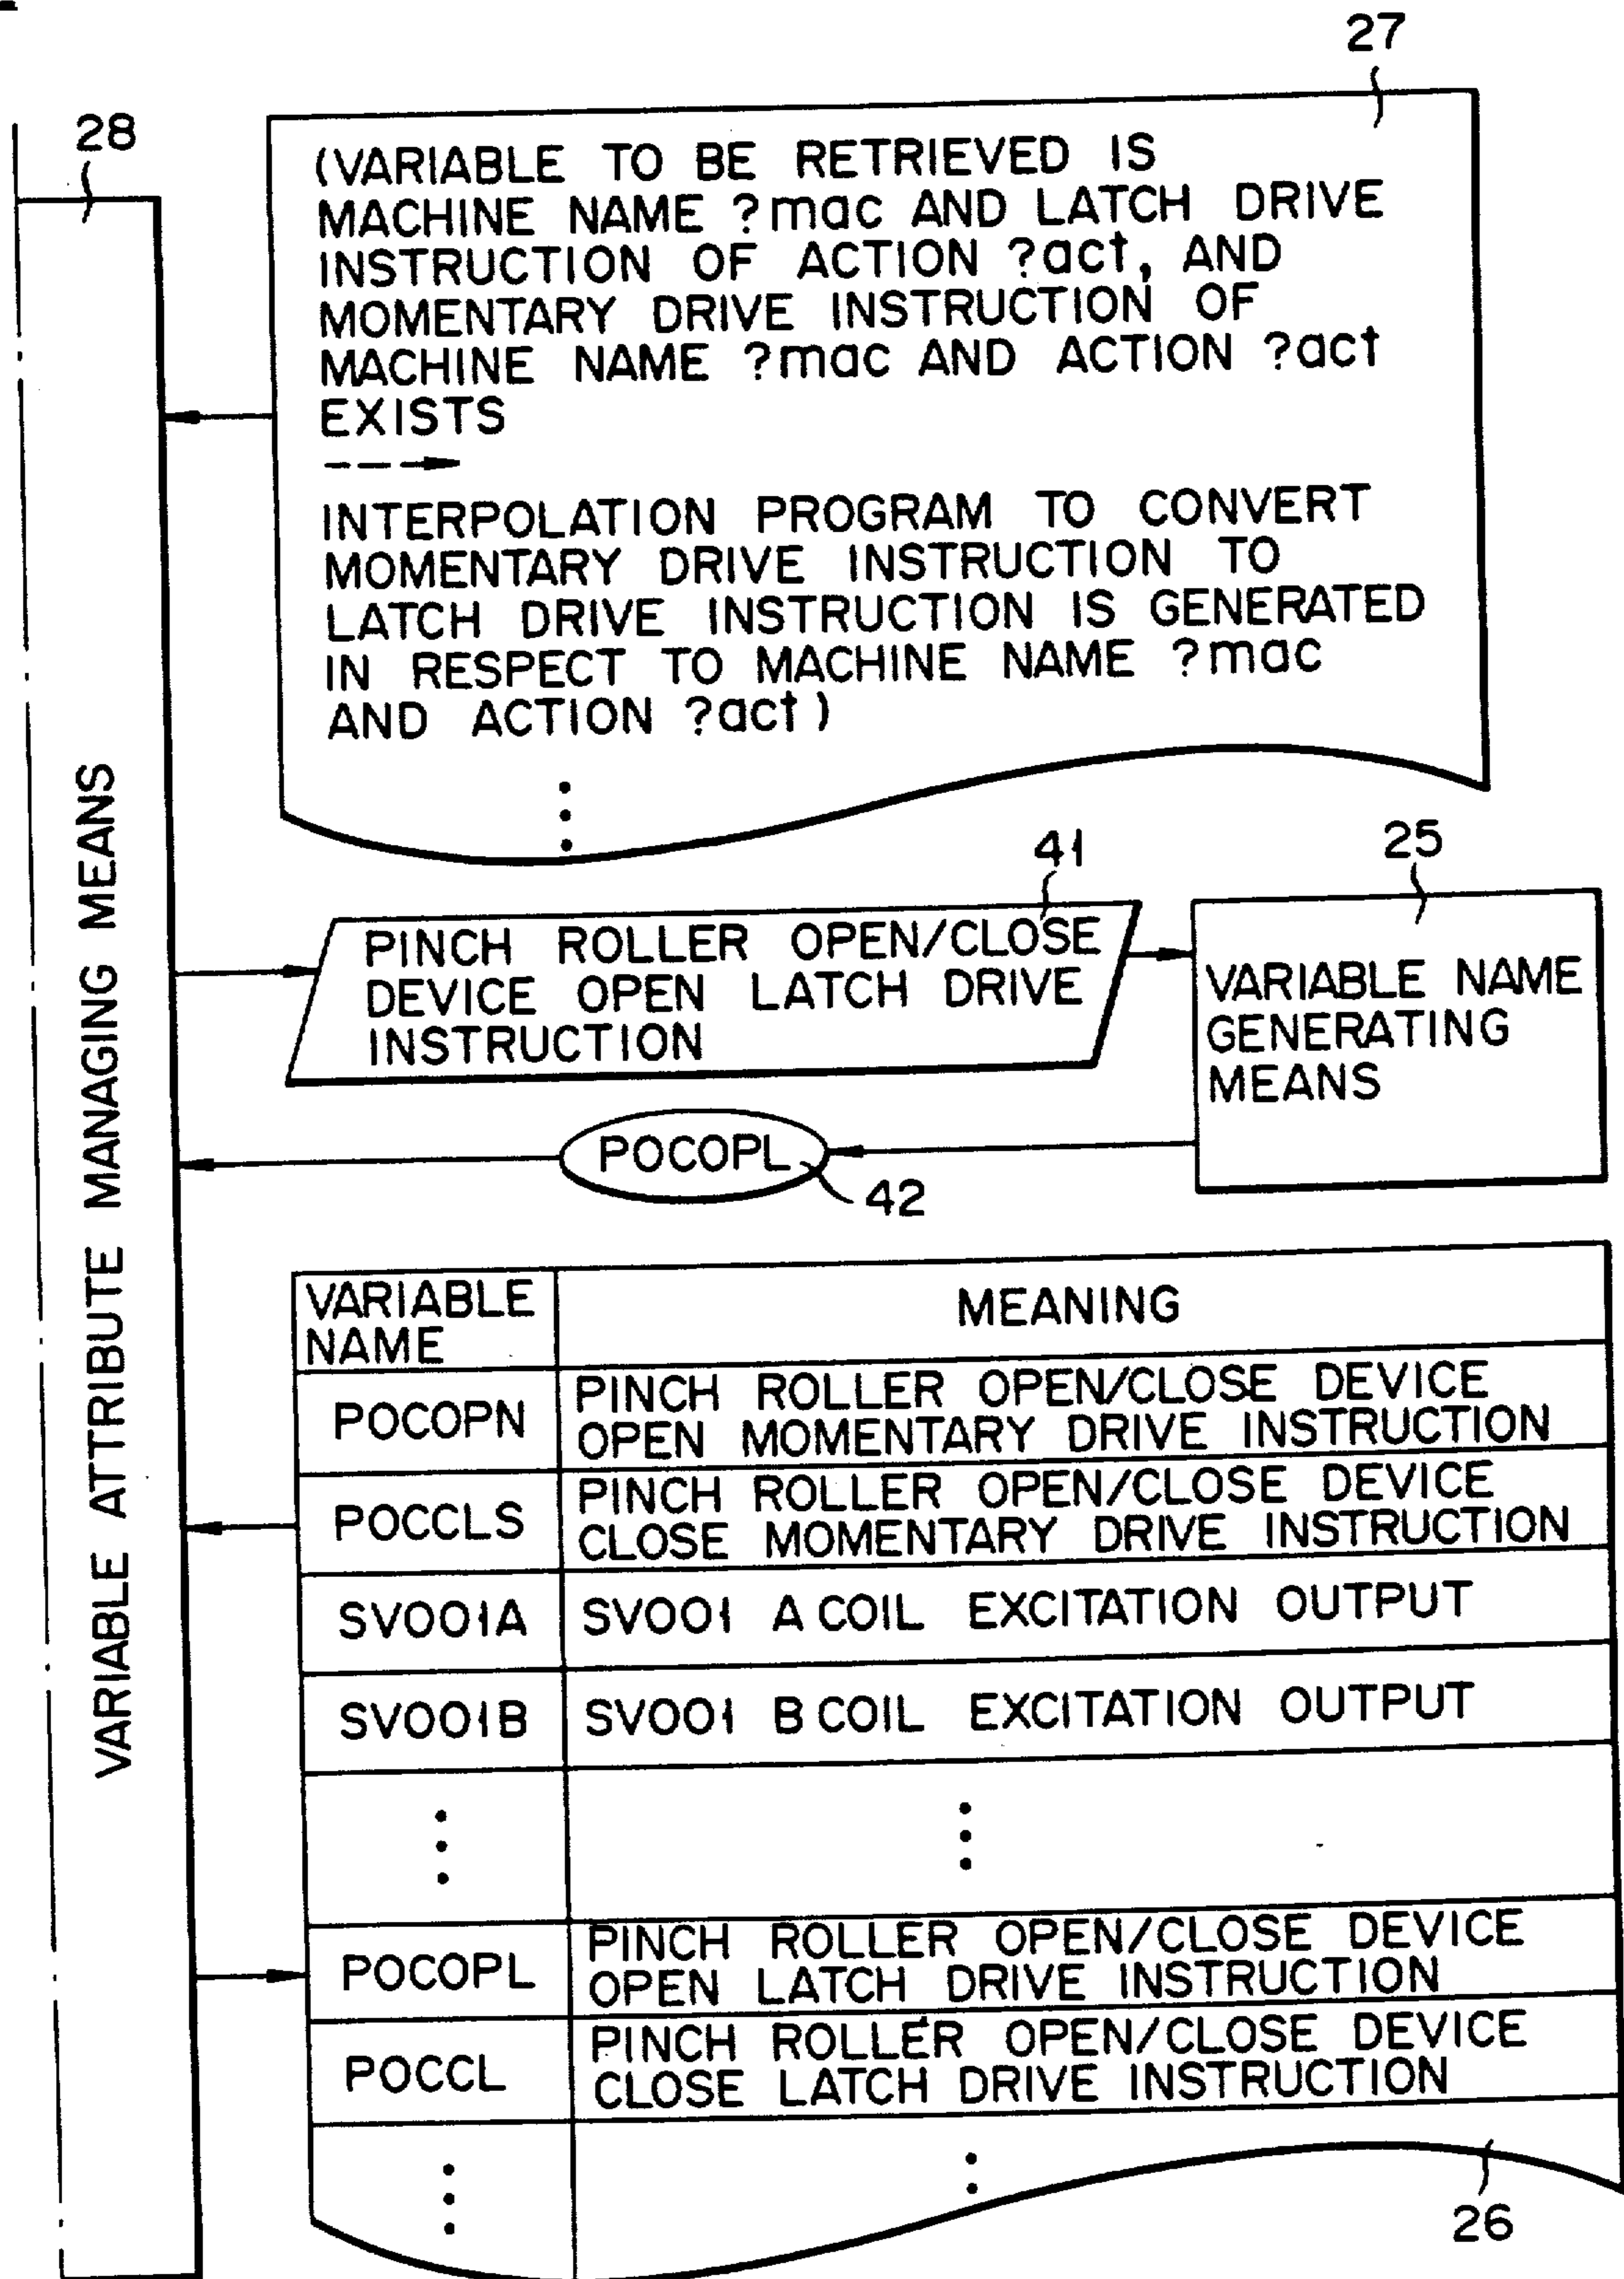 27
28
(VARIABLE TO BE RETRIEVED IS
MACHINE NAME ?mac AND LATCH DRIVE
INSTRUCTION OF ACTION ?act, AND
MOMENTARY DRIVE INSTRUCTION OF
MACHINE NAME ?mac AND ACTION ?act
EXISTS
INTERPOLATION PROGRAM TO CONVERT
MOMENTARY DRIVE INSTRUCTION TO
LATCH DRIVE INSTRUCTION IS GENERATED
IN RESPECT TO MACHINE NAME ?mac
AND ACTION ?act)
VARIABLE ATTRIBUTE MANAGING MEANS
41
25
PINCH ROLLER OPEN/CLOSE
DEVICE OPEN LATCH DRIVE
INSTRUCTION
VARIABLE NAME
GENERATING
MEANS
POCOPL
42
VARIABLE
NAME
MEANING
POCOPN
PINCH ROLLER OPEN/CLOSE DEVICE
OPEN MOMENTARY DRIVE INSTRUCTION
POCCLS
PINCH ROLLER OPEN/CLOSE DEVICE
CLOSE MOMENTARY DRIVE INSTRUCTION
SV001A
SV001 A COIL EXCITATION OUTPUT
SV001B
SV001 B COIL EXCITATION OUTPUT
POCOPL
PINCH ROLLER OPEN/CLOSE DEVICE
OPEN LATCH DRIVE INSTRUCTION
POCCL
PINCH ROLLER OPEN/CLOSE DEVICE
CLOSE LATCH DRIVE INSTRUCTION
26